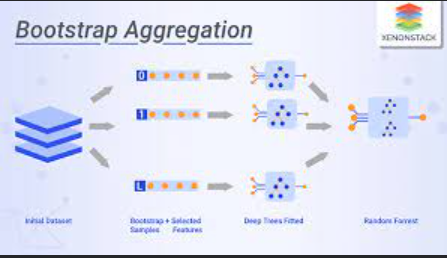 Bootstrap Aggregation
XENONSTACK
0
1
L
Initial Dataset
Bootstrap + Selected
Samples Features
Deep Trees Fitted
Random Forrest